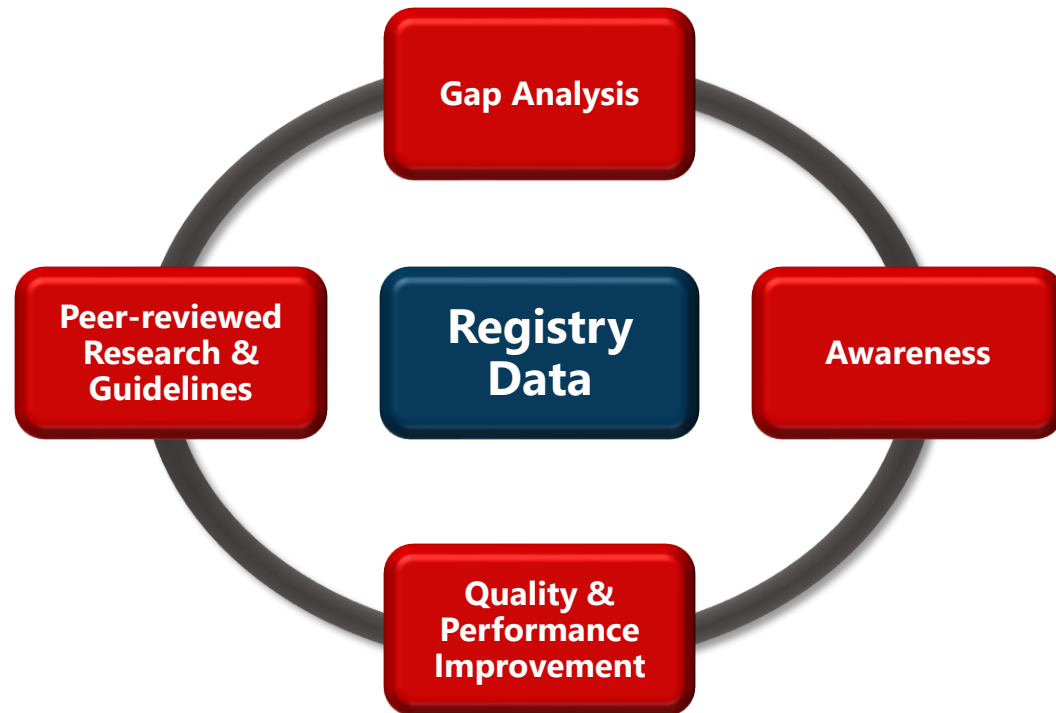 Gap Analysis
Peer-reviewed
Research &
Guidelines
Registry
Data
Awareness
Quality &
Performance
Improvement